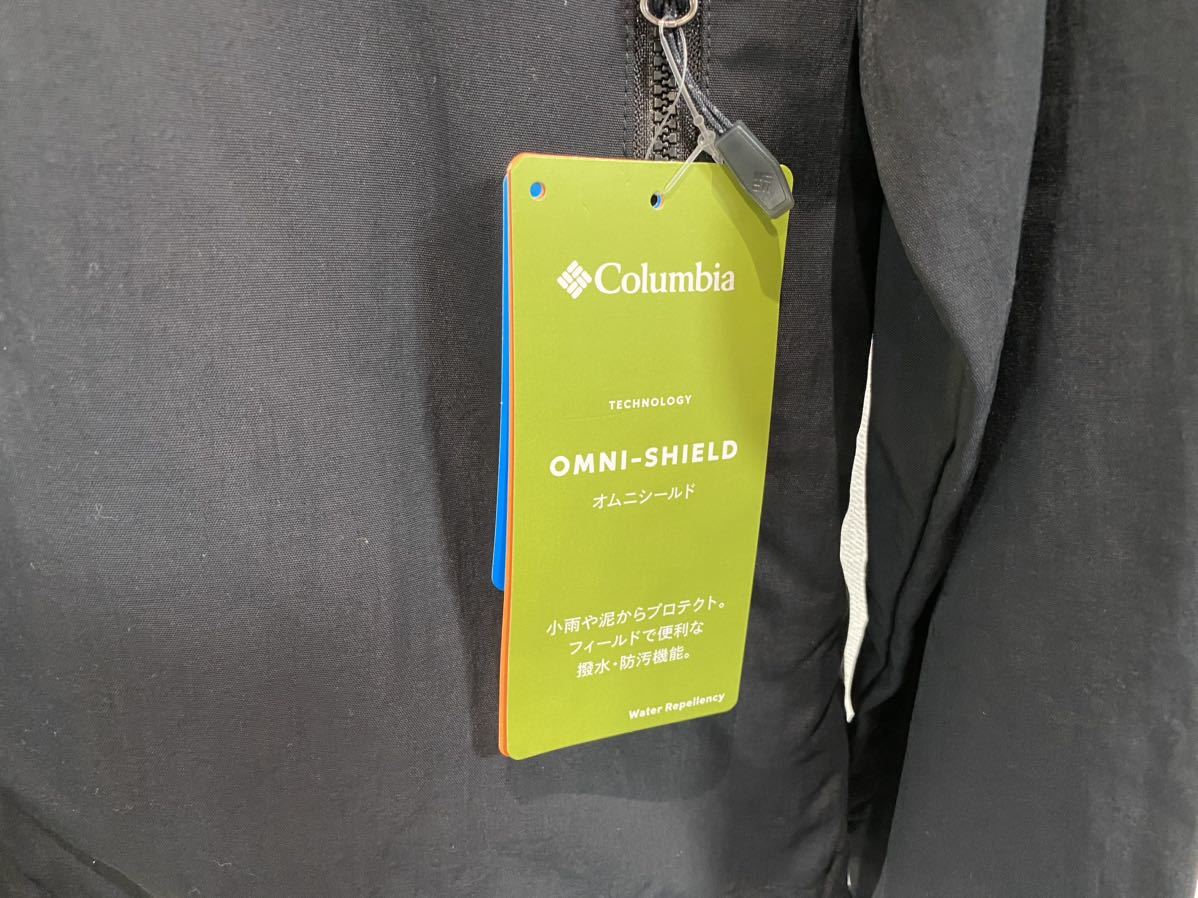 Columbia
TECHNOLOGY
OMNI-SHIELD
オムニシールド
小雨や泥からプロテクト。
フィールドで便利な
撥水・防汚機能。
Water Repellency